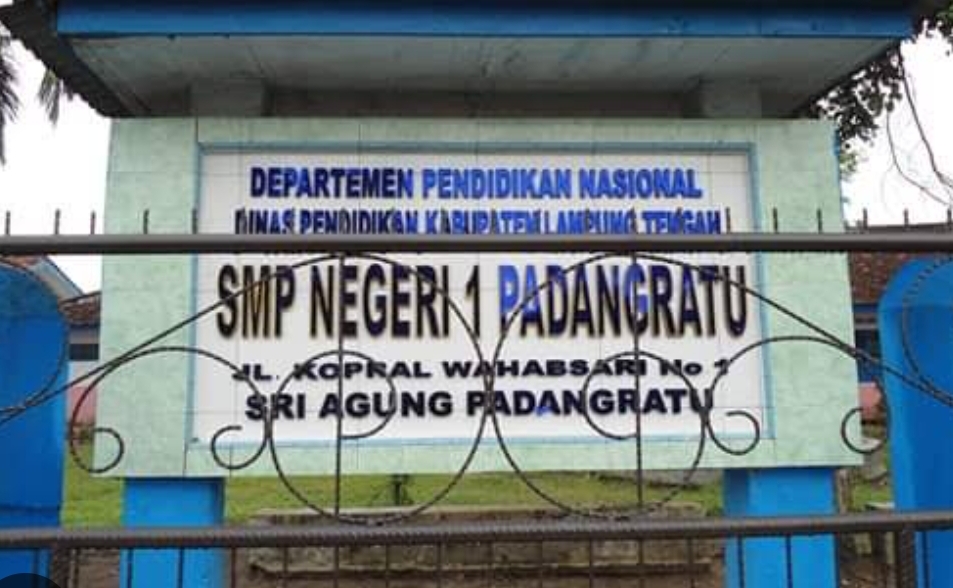 DEPARTEMEN PENDIDIKAN NASIONAL
DINAS PENDIDIKAN KABUPATEN LAMPUNG TENGAH
SMP NEGERI 1 PADANGRATU
JL. KOPRAL WAHABSARI No 1
SRI AGUNG PADANGRATU